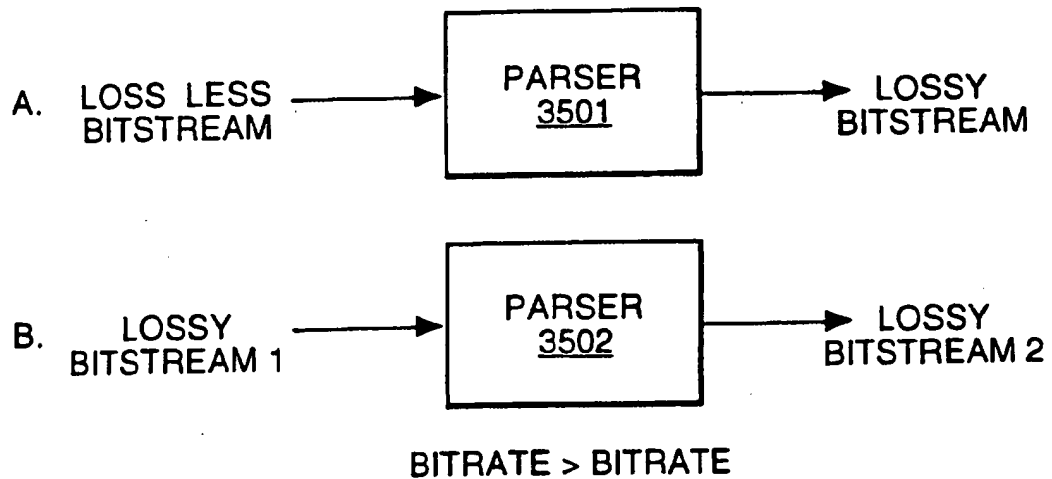 A. LOSS LESS BITSTREAM
PARSER
3501
LOSSY
BITSTREAM
B. LOSSY
BITSTREAM 1
PARSER
3502
LOSSY
BITSTREAM 2
BITRATE > BITRATE